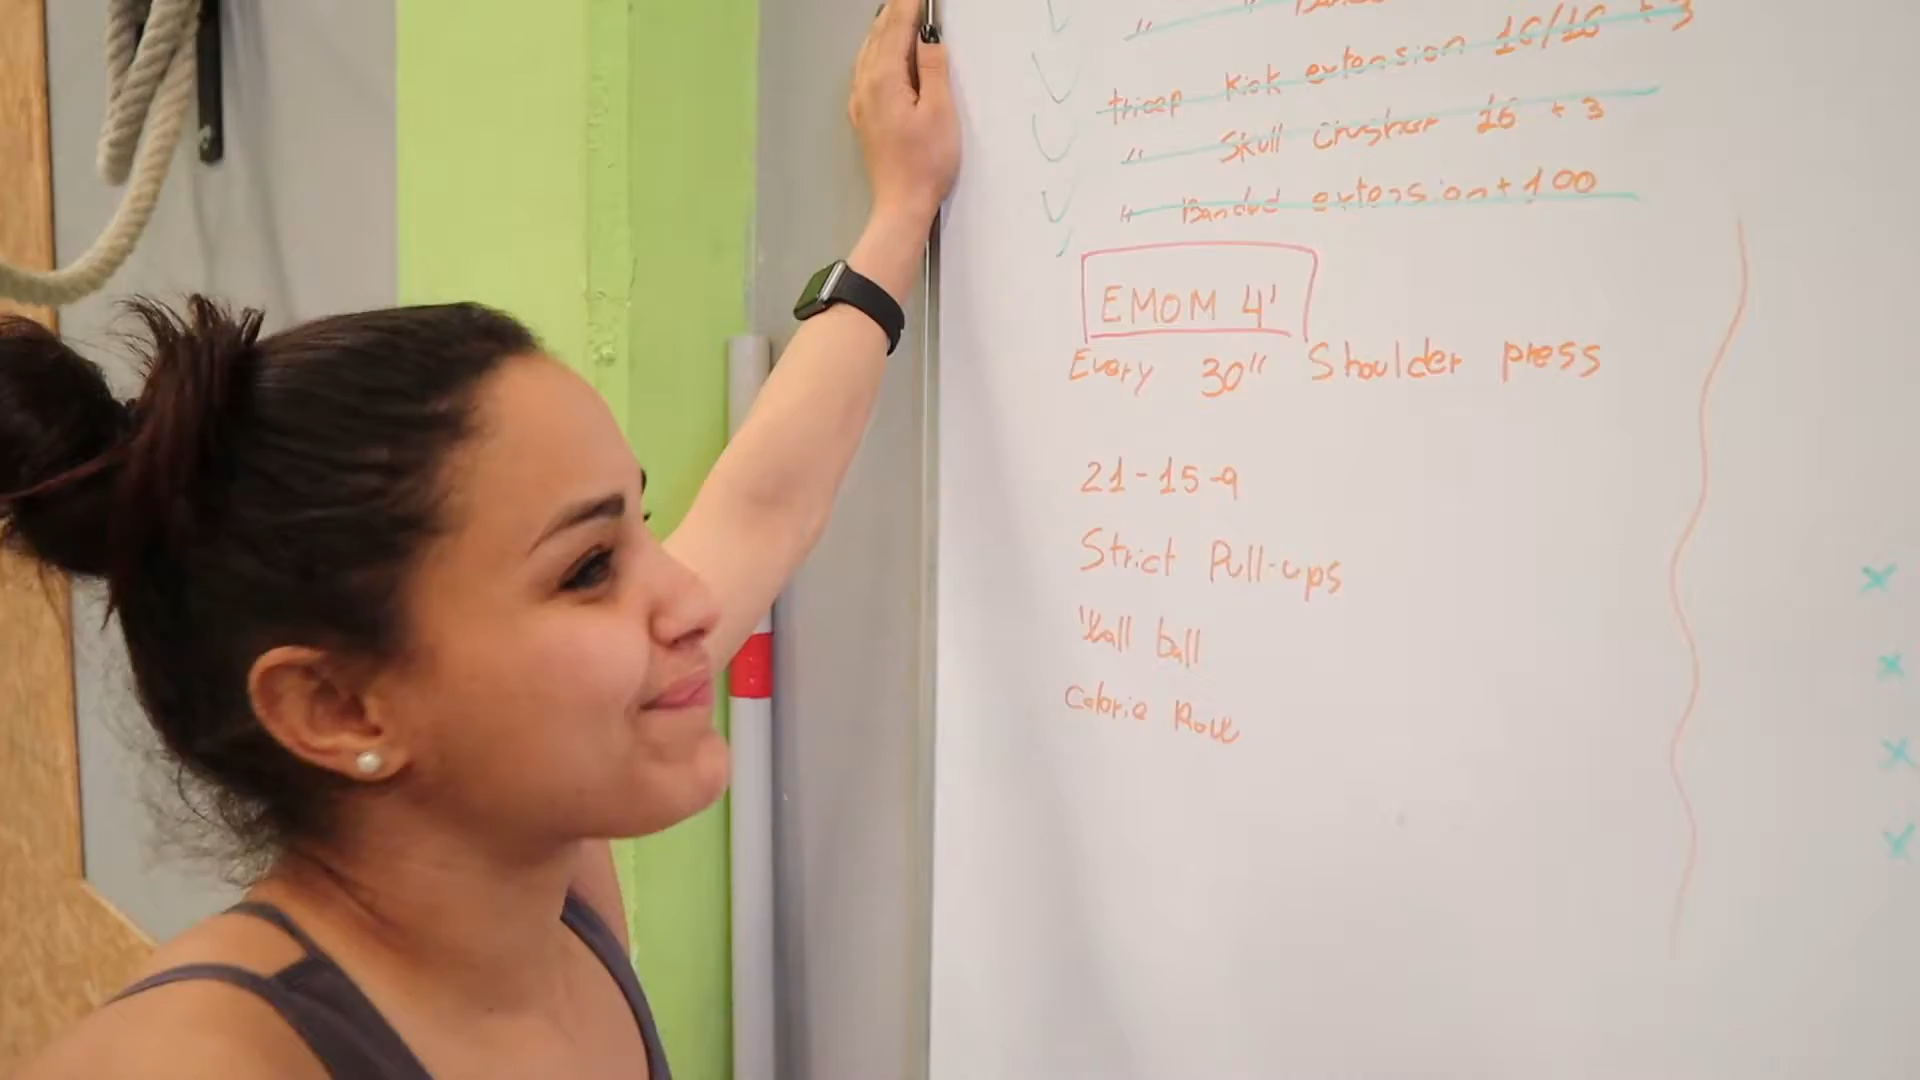 tricep Kick extension 16/16 + 3
" Skull Crusher 16 + 3
" Banded extension + 100
EMOM 4'
Every 30" Shoulder press
21-15-9
Strict Pull-ups
Wall ball
Calorie Row